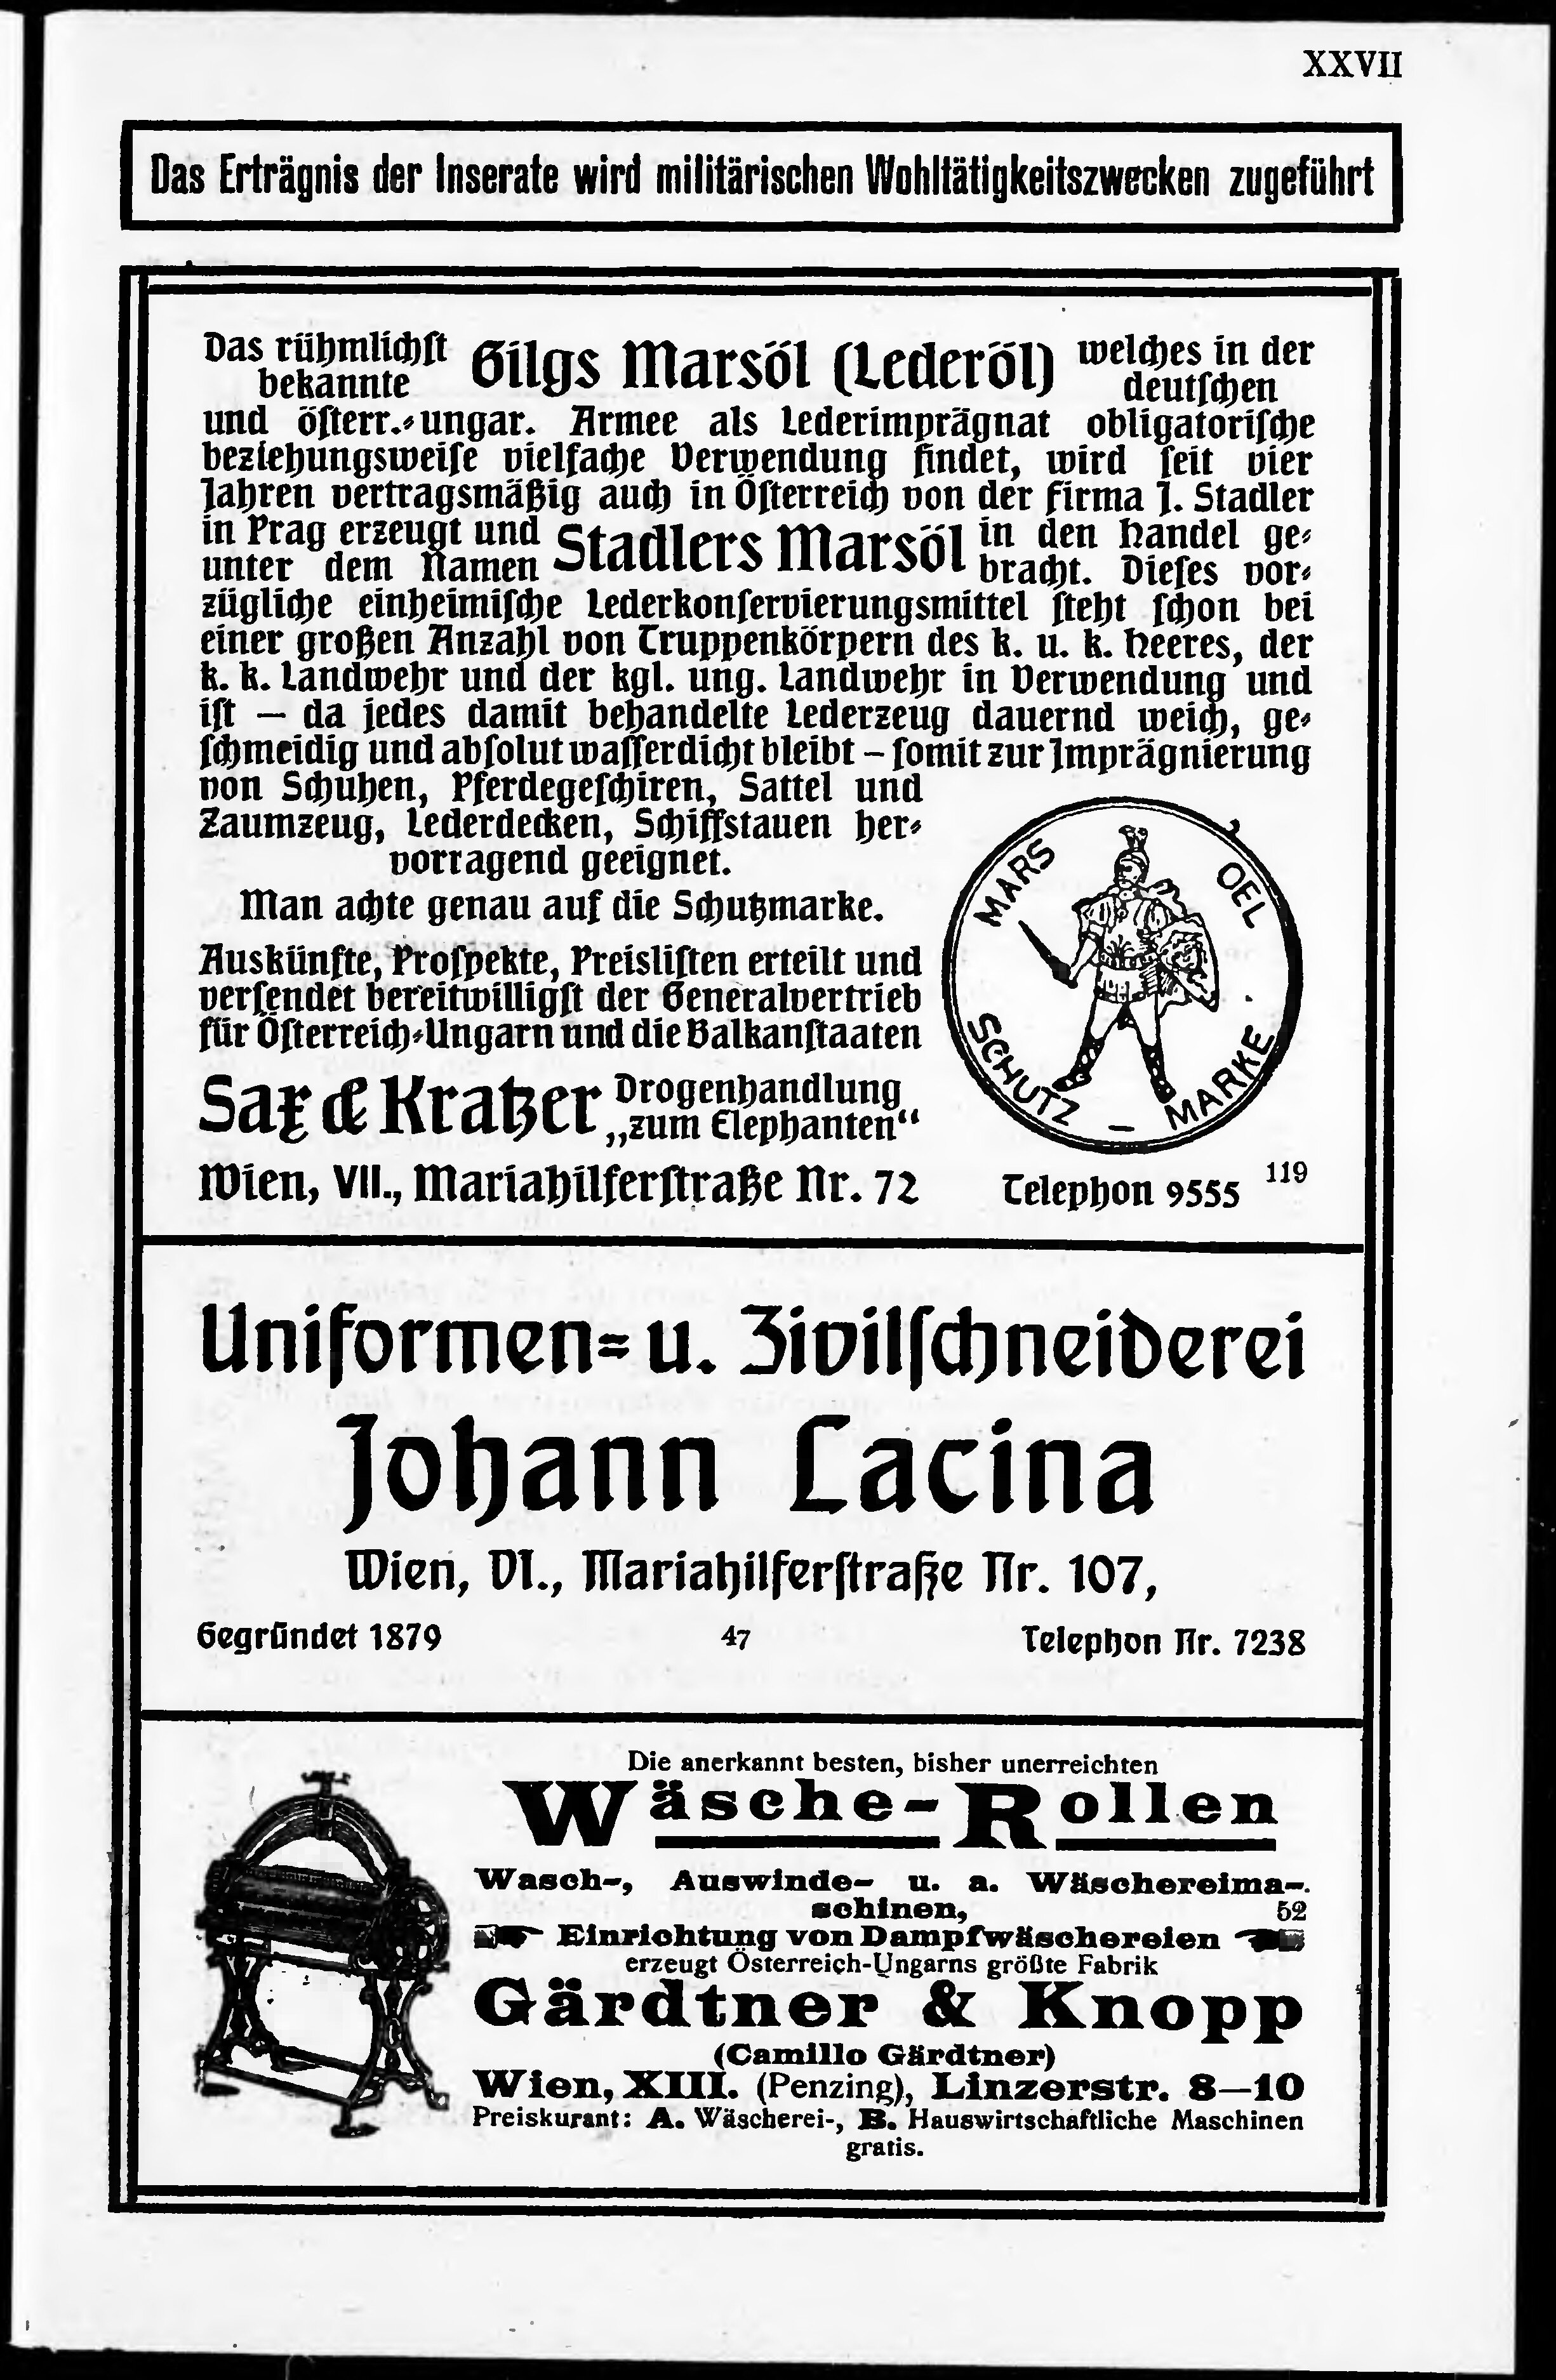 XXVII
Das Erträgnis der Inserate wird militärischen Wohltätigkeitszwecken zugeführt
Das rühmlichſt bekannte Gilgs Marsöl (Lederöl) welches in der deutſchen
und öſterr.-ungar. Armee als Lederimprägnat obligatoriſche
beziehungsweiſe vielfache Verwendung findet, wird ſeit vier
Jahren vertragsmäßig auch in Öſterreich von der Firma J. Stadler
in Prag erzeugt und unter dem Namen Stadlers Marsöl in den Handel ge-
bracht. Dieſes vor-
zügliche einheimiſche Lederkonſervierungsmittel ſteht ſchon bei
einer großen Anzahl von Truppenkörpern des k. u. k. Heeres, der
k. k. Landwehr und der kgl. ung. Landwehr in Verwendung und
iſt — da jedes damit behandelte Lederzeug dauernd weich, ge-
ſchmeidig und abſolut waſſerdicht bleibt — ſomit zur Imprägnierung
von Schuhen, Pferdegeſchiren, Sattel und
Zaumzeug, Lederdecken, Schiffstauen her-
vorragend geeignet.
Man achte genau auf die Schutzmarke.
Auskünfte, Proſpekte, Preisliſten erteilt und
verſendet bereitwilligſt der Generalvertrieb
für Öſterreich-Ungarn und die Balkanſtaaten
MARS OEL
SCHUTZ — MARKE
Sax & Kratzer Drogenhandlung
„zum Elephanten“
Wien, VII., Mariahilferſtraße Nr. 72 Telephon 9555 119
Uniformen- u. Zivilſchneiderei
Johann Lacina
Wien, VI., Mariahilferſtraße Nr. 107,
Gegründet 1879 47 Telephon Nr. 7238
Die anerkannt besten, bisher unerreichten
Wäsche-Rollen
Wasch-, Auswinde- u. a. Wäschereima-
schinen, 52
Einrichtung von Dampfwäschereien
erzeugt Österreich-Ungarns größte Fabrik
Gärdtner & Knopp
(Camillo Gärdtner)
Wien, XIII. (Penzing), Linzerstr. 8—10
Preiskurant: A. Wäscherei-, B. Hauswirtschaftliche Maschinen
gratis.